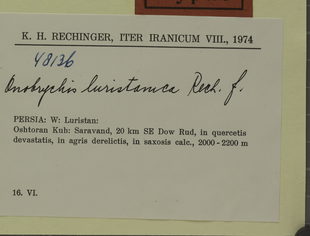 K. H. RECHINGER, ITER IRANICUM VIII., 1974
48136
Onobrychis luristanica Rech. f.
PERSIA: W: Luristan:
Oshtoran Kuh: Saravand, 20 km SE Dow Rud, in quercetis
devastatis, in agris derelictis, in saxosis calc., 2000-2200 m
16. VI.